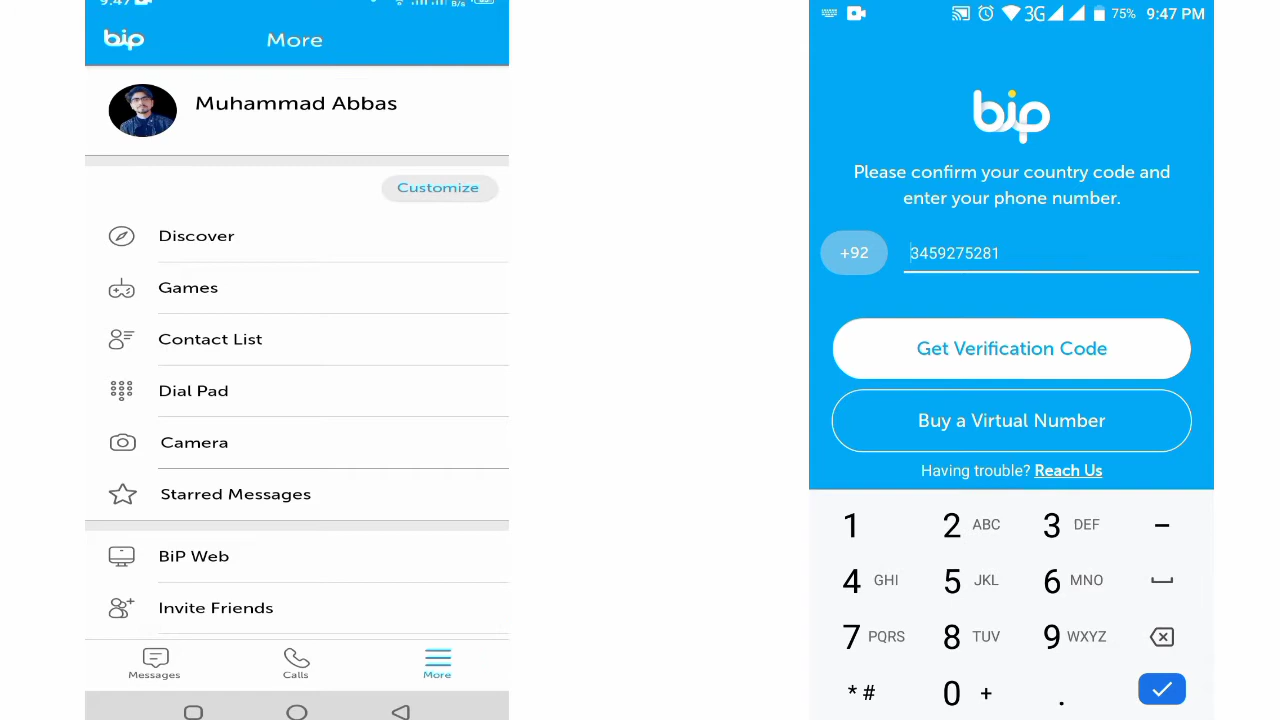 9:47
B/s
bip
More
Muhammad Abbas
Customize
Discover
Games
Contact List
Dial Pad
Camera
Starred Messages
BiP Web
Invite Friends
Messages
Calls
More
3G
75%
9:47 PM
bip
Please confirm your country code and
enter your phone number.
+92
3459275281
Get Verification Code
Buy a Virtual Number
Having trouble? Reach Us
1
2 ABC
3 DEF
-
4 GHI
5 JKL
6 MNO
7 PQRS
8 TUV
9 WXYZ
* #
0 +
.